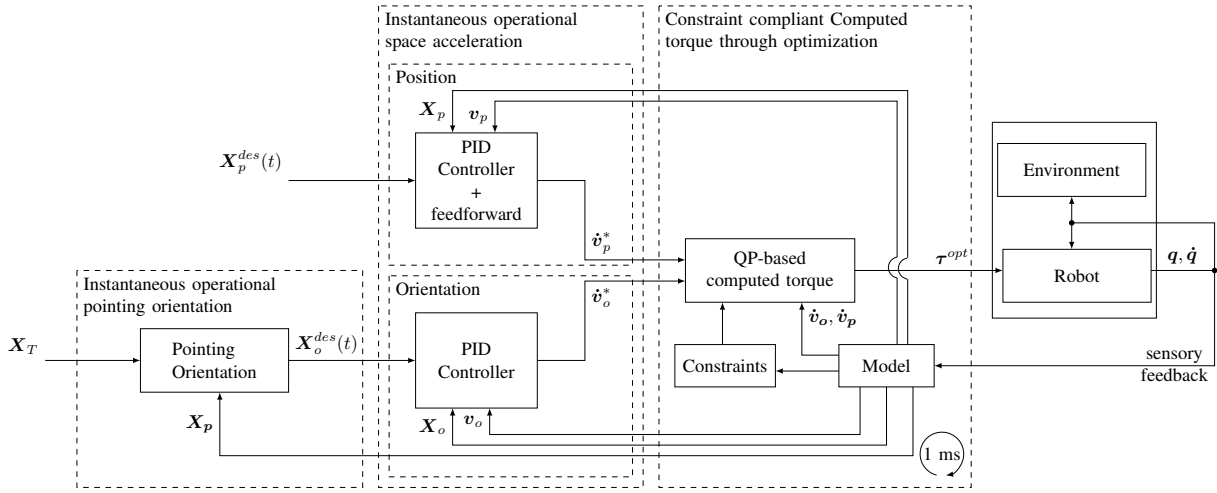 Instantaneous operational
space acceleration
Constraint compliant Computed
torque through optimization
Position
X_p
v_p
PID
Controller
+
feedforward
X_p^{des}(t)
Environment
v̇_p^*
QP-based
computed torque
τ^{opt}
q, q̇
Robot
Instantaneous operational
pointing orientation
Orientation
v̇_o^*
v̇_o, v̇_p
X_T
Pointing
Orientation
X_o^{des}(t)
PID
Controller
Constraints
Model
sensory
feedback
X_p
X_o
v_o
1 ms